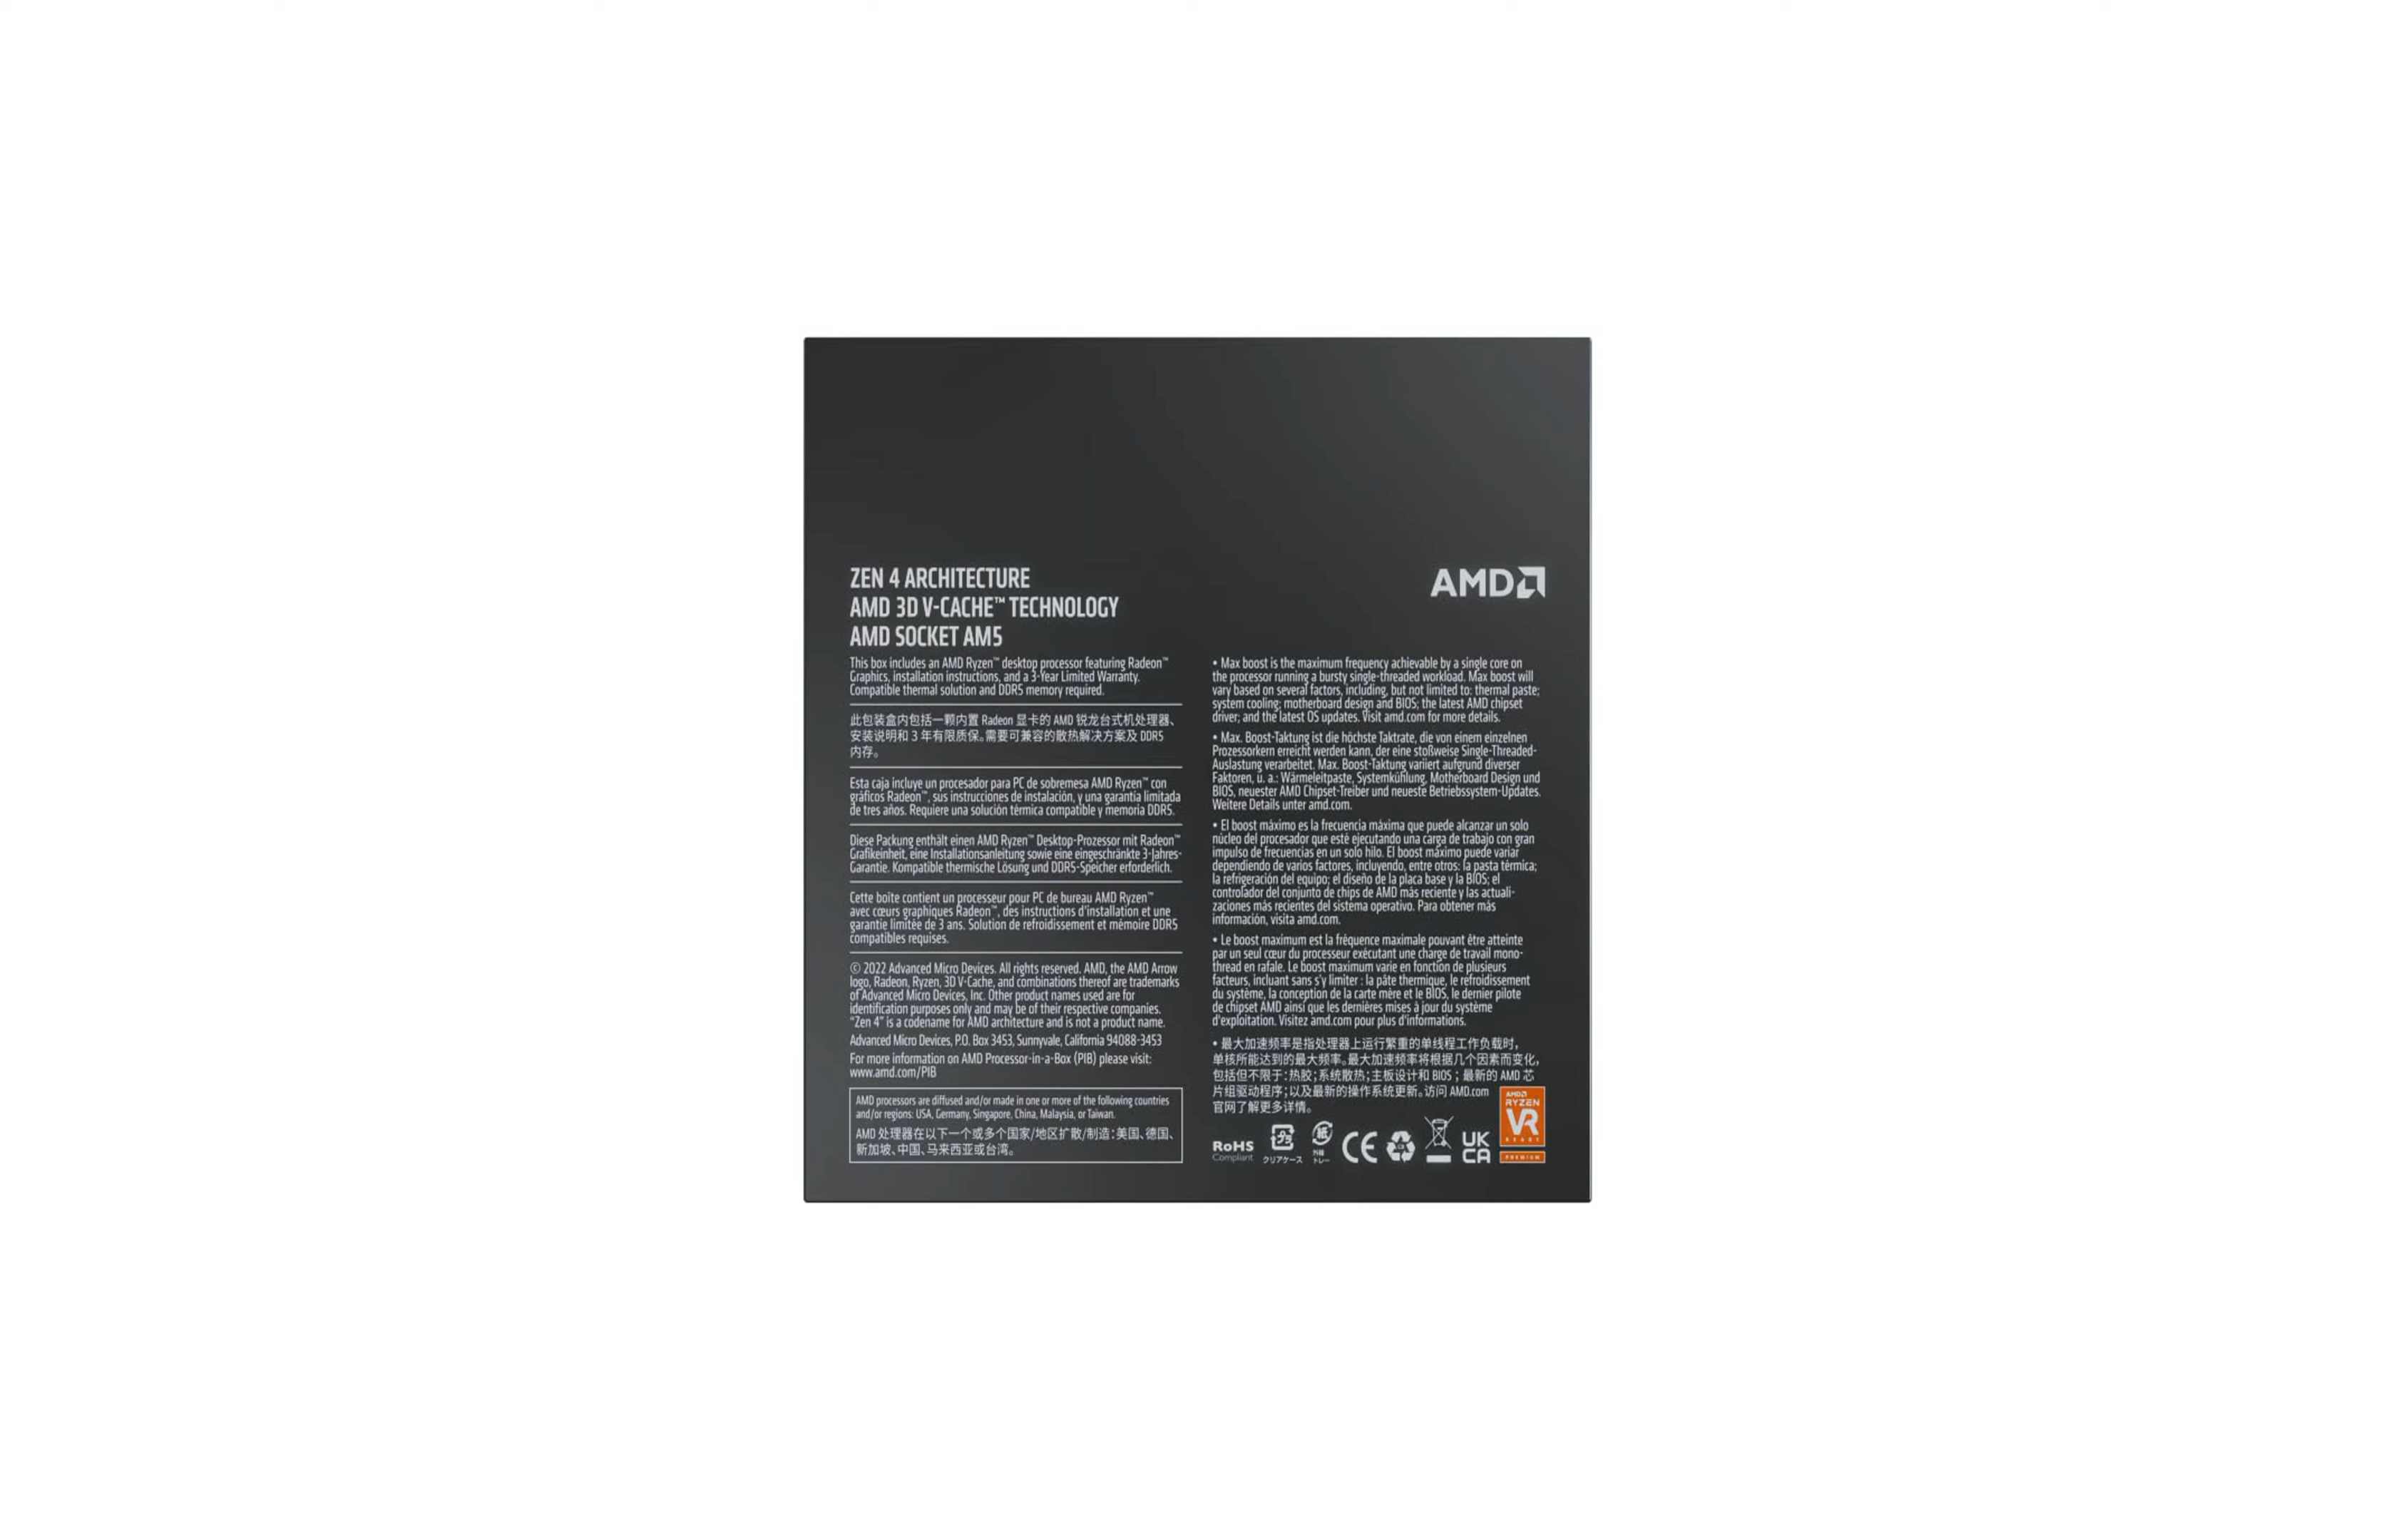 ZEN 4 ARCHITECTURE
AMD 3D V-CACHE™ TECHNOLOGY
AMD SOCKET AM5
This box includes an AMD Ryzen™ desktop processor featuring Radeon™
Graphics, installation instructions, and a 3-Year Limited Warranty.
Compatible thermal solution and DDR5 memory required.
此包装盒内包括一颗内置 Radeon 显卡的 AMD 锐龙台式机处理器、
安装说明和 3 年有限质保。需要可兼容的散热解决方案及 DDR5
内存。
Esta caja incluye un procesador para PC de sobremesa AMD Ryzen™ con
gráficos Radeon™, sus instrucciones de instalación, y una garantía limitada
de tres años. Requiere una solución térmica compatible y memoria DDR5.
Diese Packung enthält einen AMD Ryzen™ Desktop-Prozessor mit Radeon™
Grafikeinheit, eine Installationsanleitung sowie eine eingeschränkte 3-Jahres-
Garantie. Kompatible thermische Lösung und DDR5-Speicher erforderlich.
Cette boîte contient un processeur pour PC de bureau AMD Ryzen™
avec cœurs graphiques Radeon™, des instructions d'installation et une
garantie limitée de 3 ans. Solution de refroidissement et mémoire DDR5
compatibles requises.
© 2022 Advanced Micro Devices. All rights reserved. AMD, the AMD Arrow
logo, Radeon, Ryzen, 3D V-Cache, and combinations thereof are trademarks
of Advanced Micro Devices, Inc. Other product names used are for
identification purposes only and may be of their respective companies.
"Zen 4" is a codename for AMD architecture and is not a product name.
Advanced Micro Devices, P.O. Box 3453, Sunnyvale, California 94088-3453
For more information on AMD Processor-in-a-Box (PIB) please visit:
www.amd.com/PIB
AMD processors are diffused and/or made in one or more of the following countries
and/or regions: USA, Germany, Singapore, China, Malaysia, or Taiwan.
AMD 处理器在以下一个或多个国家/地区扩散/制造：美国、德国、
新加坡、中国、马来西亚或台湾。
AMD
• Max boost is the maximum frequency achievable by a single core on
the processor running a bursty single-threaded workload. Max boost will
vary based on several factors, including, but not limited to: thermal paste;
system cooling; motherboard design and BIOS; the latest AMD chipset
driver; and the latest OS updates. Visit amd.com for more details.
• Max. Boost-Taktung ist die höchste Taktrate, die von einem einzelnen
Prozessorkern erreicht werden kann, der eine stoßweise Single-Threaded-
Auslastung verarbeitet. Max. Boost-Taktung variiert aufgrund diverser
Faktoren, u. a.: Wärmeleitpaste, Systemkühlung, Motherboard Design und
BIOS, neuester AMD Chipset-Treiber und neueste Betriebssystem-Updates.
Weitere Details unter amd.com.
• El boost máximo es la frecuencia máxima que puede alcanzar un solo
núcleo del procesador que esté ejecutando una carga de trabajo con gran
impulso de frecuencias en un solo hilo. El boost máximo puede variar
dependiendo de varios factores, incluyendo, entre otros: la pasta térmica;
la refrigeración del equipo; el diseño de la placa base y la BIOS; el
controlador del conjunto de chips de AMD más reciente y las actuali-
zaciones más recientes del sistema operativo. Para obtener más
información, visita amd.com.
• Le boost maximum est la fréquence maximale pouvant être atteinte
par un seul cœur du processeur exécutant une charge de travail mono-
thread en rafale. Le boost maximum varie en fonction de plusieurs
facteurs, incluant sans s'y limiter : la pâte thermique, le refroidissement
du système, la conception de la carte mère et le BIOS, le dernier pilote
de chipset AMD ainsi que les dernières mises à jour du système
d'exploitation. Visitez amd.com pour plus d'informations.
• 最大加速频率是指处理器上运行繁重的单线程工作负载时，
单核所能达到的最大频率。最大加速频率将根据几个因素而变化，
包括但不限于：热胶；系统散热；主板设计和 BIOS；最新的 AMD 芯
片组驱动程序；以及最新的操作系统更新。访问 AMD.com
官网了解更多详情。
RoHS
Compliant
プラ
クリアケース
紙
外箱
トレー
CE
UK
CA
AMD
RYZEN
VR
READY
PREMIUM